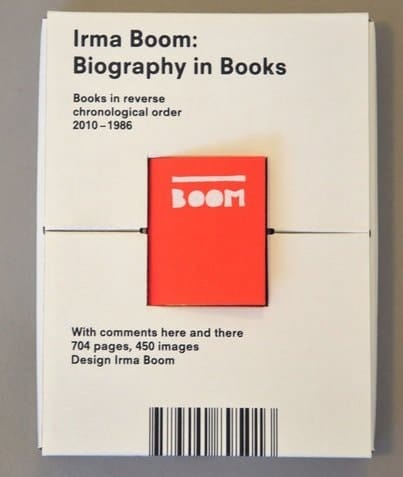 Irma Boom:
Biography in Books
Books in reverse
chronological order
2010–1986
BOOM
With comments here and there
704 pages, 450 images
Design Irma Boom